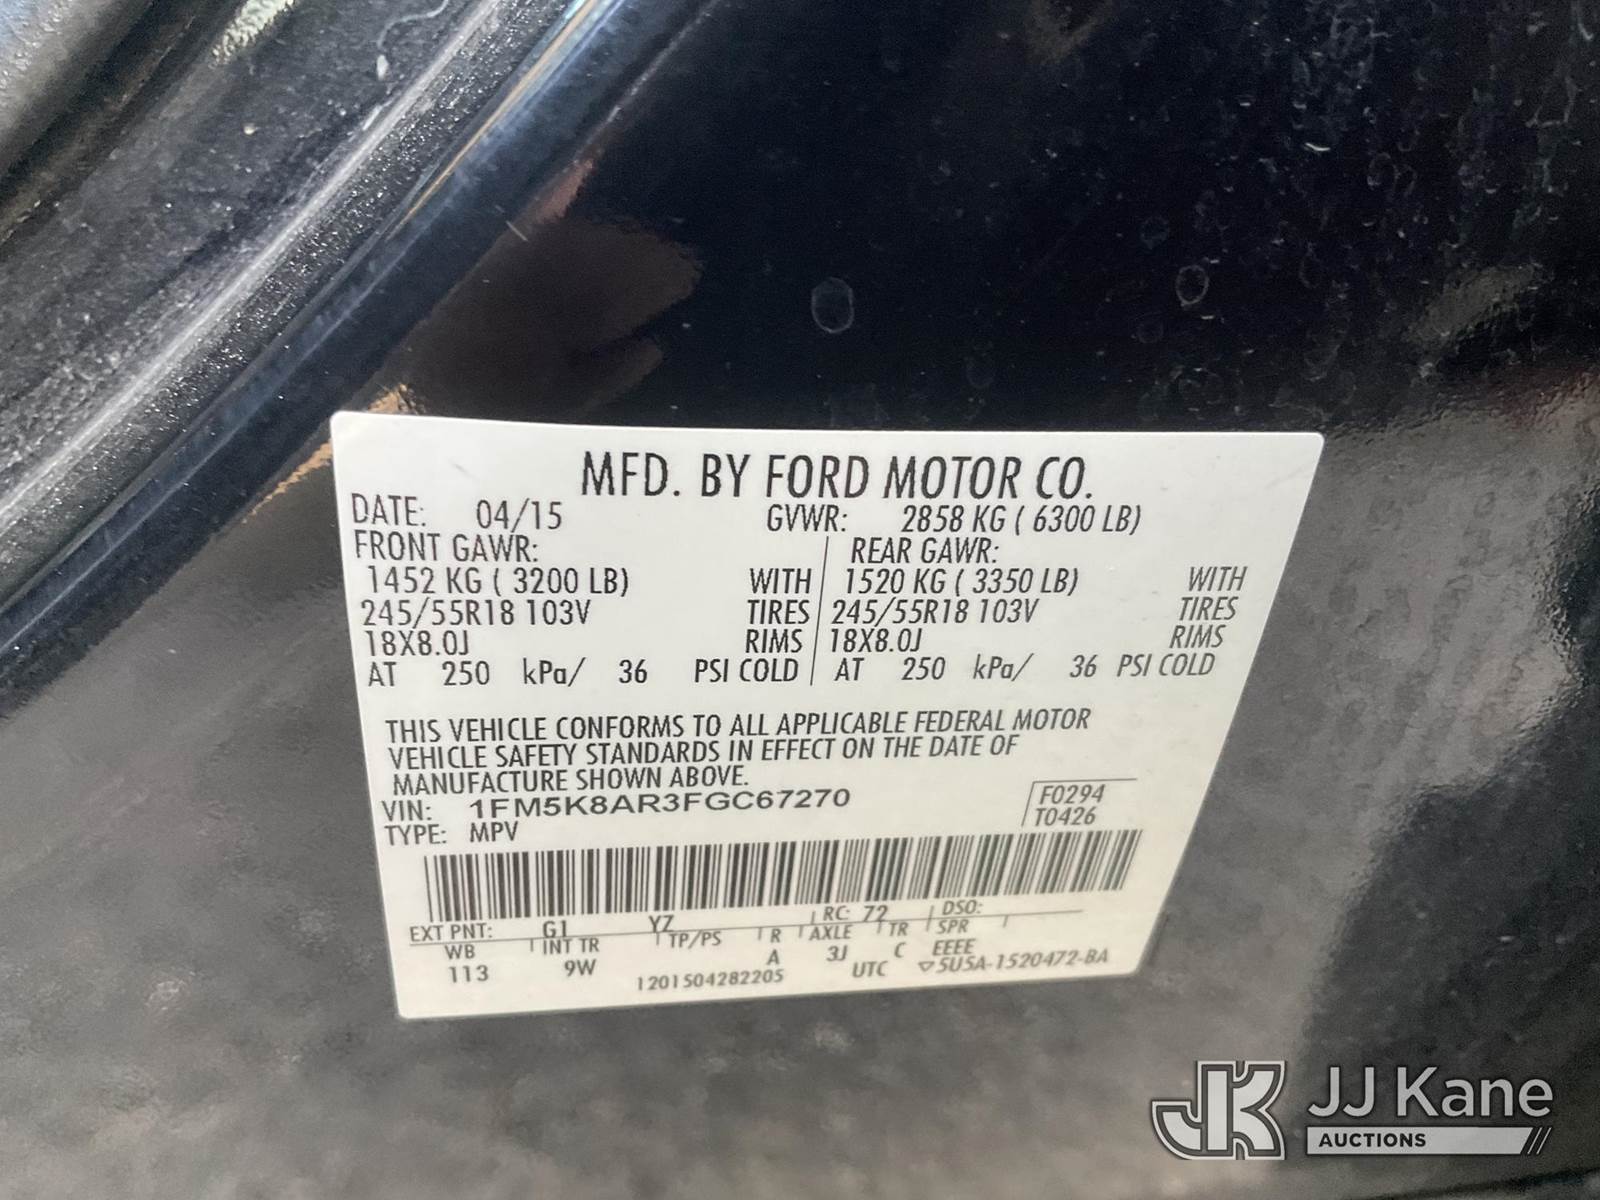 MFD. BY FORD MOTOR CO.
DATE: 04/15 GVWR: 2858 KG ( 6300 LB)
FRONT GAWR: REAR GAWR:
1452 KG ( 3200 LB) WITH 1520 KG ( 3350 LB) WITH
245/55R18 103V TIRES 245/55R18 103V TIRES
18X8.0J RIMS 18X8.0J RIMS
AT 250 kPa/ 36 PSI COLD AT 250 kPa/ 36 PSI COLD
THIS VEHICLE CONFORMS TO ALL APPLICABLE FEDERAL MOTOR
VEHICLE SAFETY STANDARDS IN EFFECT ON THE DATE OF
MANUFACTURE SHOWN ABOVE.
VIN: 1FM5K8AR3FGC67270 F0294
TYPE: MPV T0426
EXT PNT: G1 YZ RC: 72 DSO:
WB INT TR TP/PS R AXLE TR SPR
113 9W A 3J C EEEE
1201504282205 UTC ▽5U5A-1520472-BA
JK JJ Kane
AUCTIONS